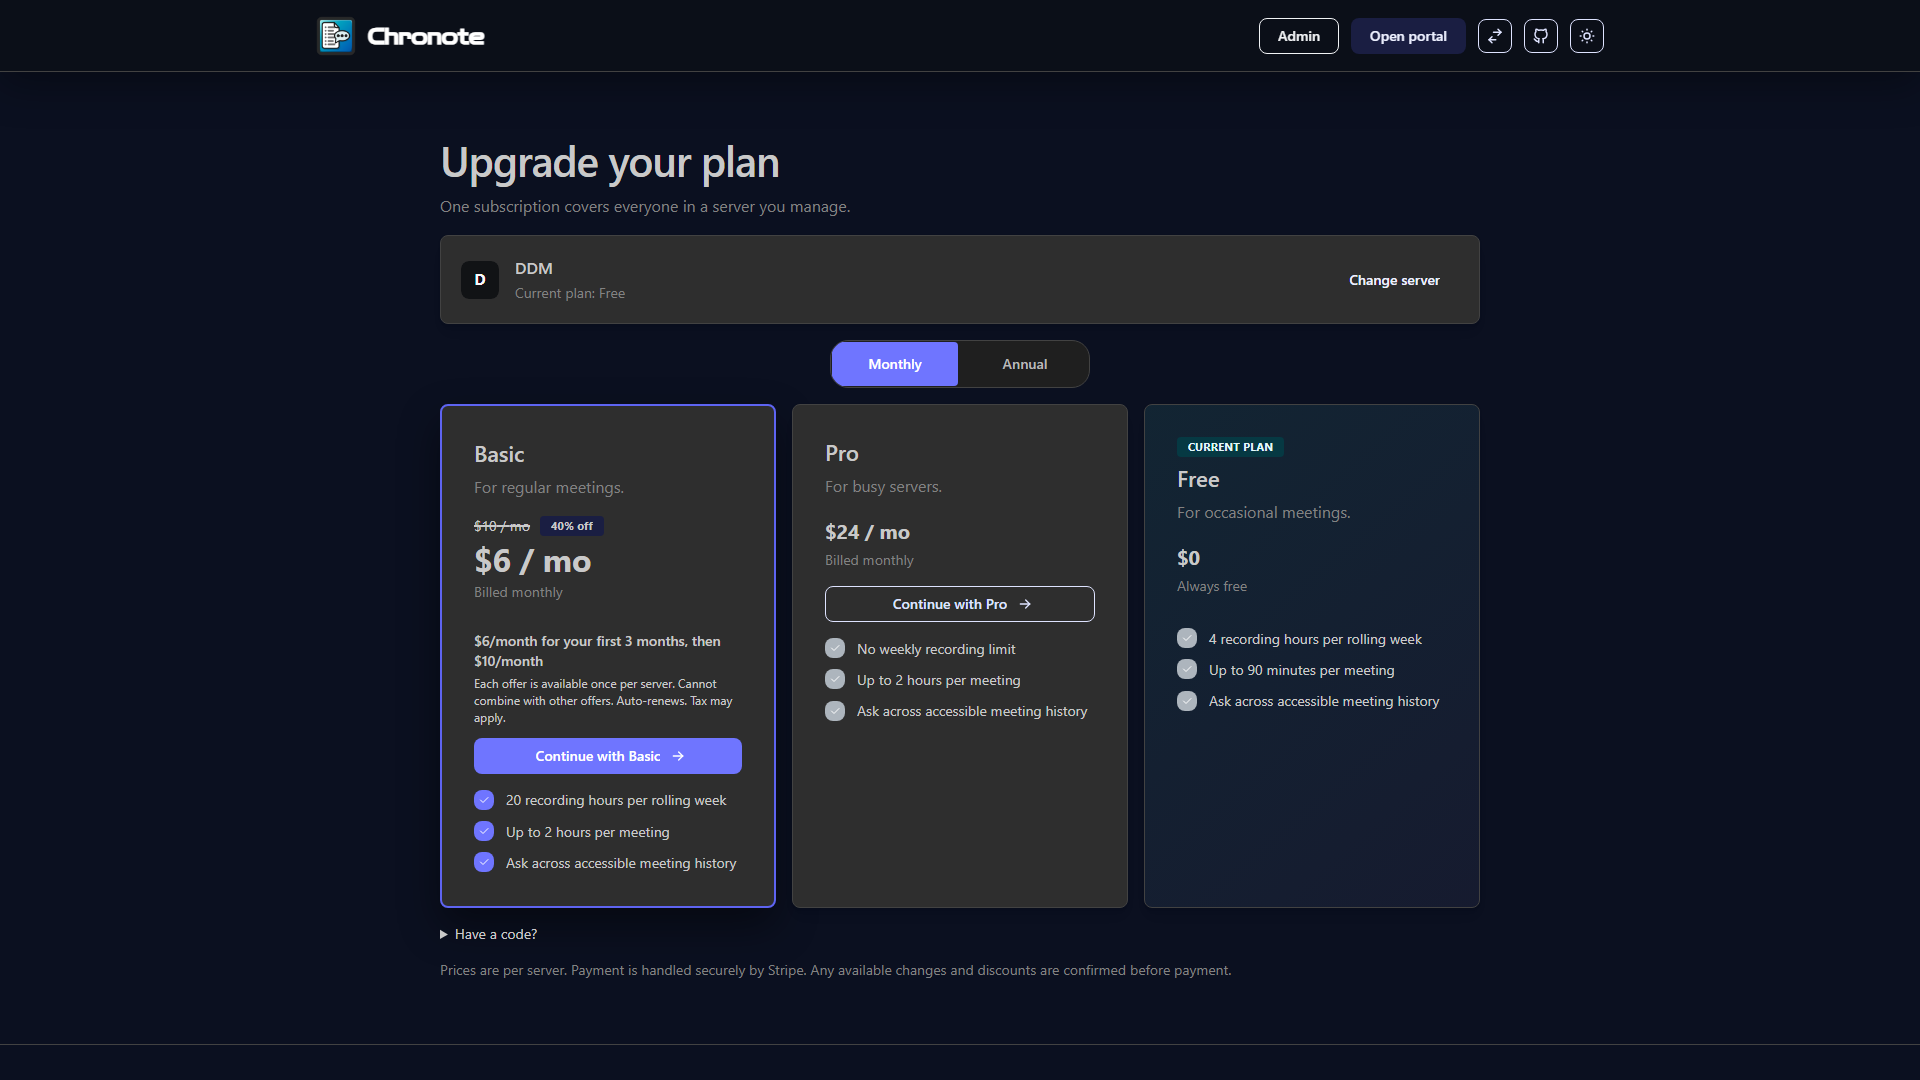 Chronote
Admin
Open portal
Upgrade your plan
One subscription covers everyone in a server you manage.
D
DDM
Current plan: Free
Change server
Monthly
Annual
Basic
For regular meetings.
$10 / mo
40% off
$6 / mo
Billed monthly
$6/month for your first 3 months, then
$10/month
Each offer is available once per server. Cannot
combine with other offers. Auto-renews. Tax may
apply.
Continue with Basic →
20 recording hours per rolling week
Up to 2 hours per meeting
Ask across accessible meeting history
Pro
For busy servers.
$24 / mo
Billed monthly
Continue with Pro →
No weekly recording limit
Up to 2 hours per meeting
Ask across accessible meeting history
CURRENT PLAN
Free
For occasional meetings.
$0
Always free
4 recording hours per rolling week
Up to 90 minutes per meeting
Ask across accessible meeting history
Have a code?
Prices are per server. Payment is handled securely by Stripe. Any available changes and discounts are confirmed before payment.